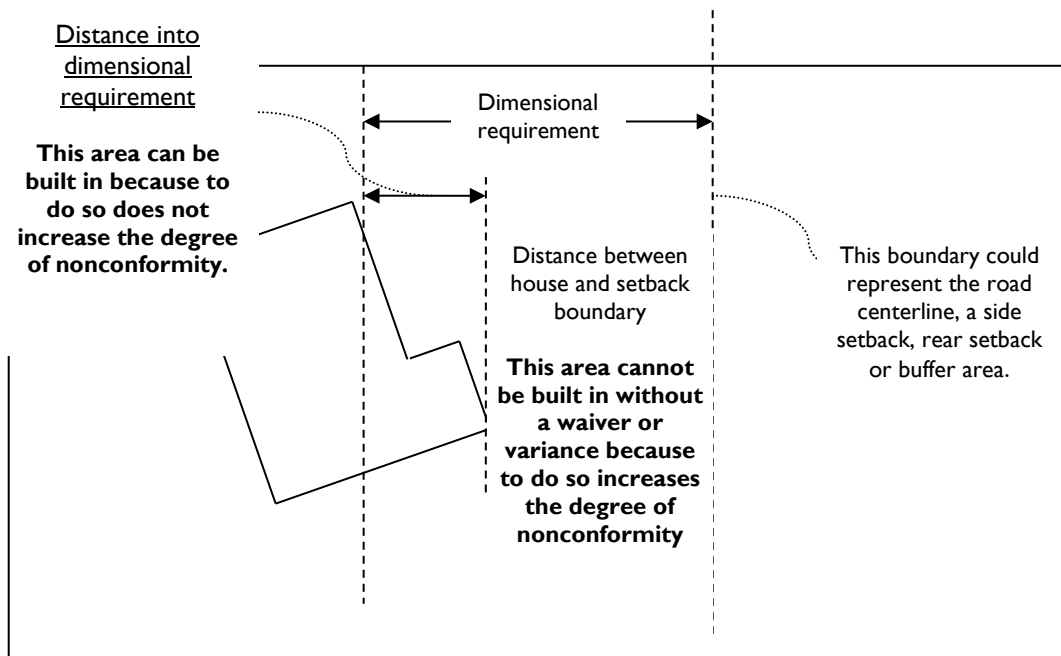 Distance into
dimensional
requirement
This area can be
built in because to
do so does not
increase the degree
of nonconformity.
Dimensional
requirement
Distance between
house and setback
boundary
This area cannot
be built in without
a waiver or
variance because
to do so increases
the degree of
nonconformity
This boundary could
represent the road
centerline, a side
setback, rear setback
or buffer area.